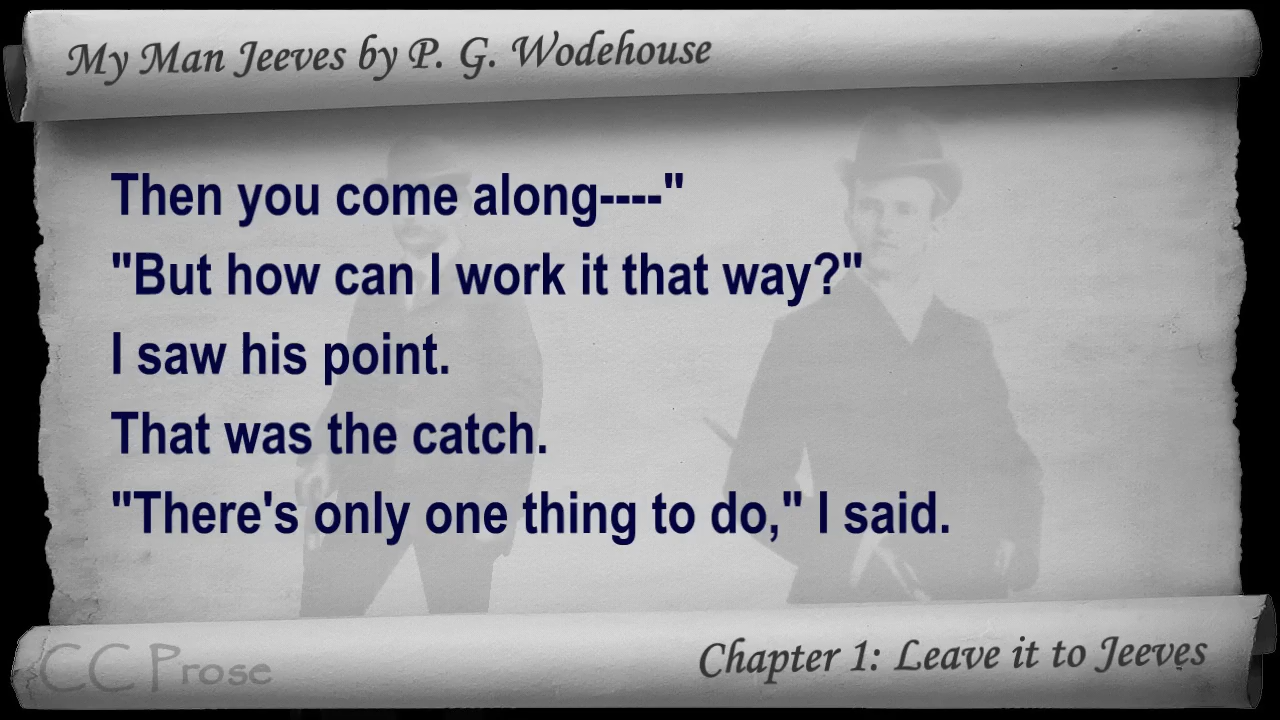 My Man Jeeves by P. G. Wodehouse
Then you come along----"
"But how can I work it that way?"
I saw his point.
That was the catch.
"There's only one thing to do," I said.
CC Prose
Chapter 1: Leave it to Jeeves